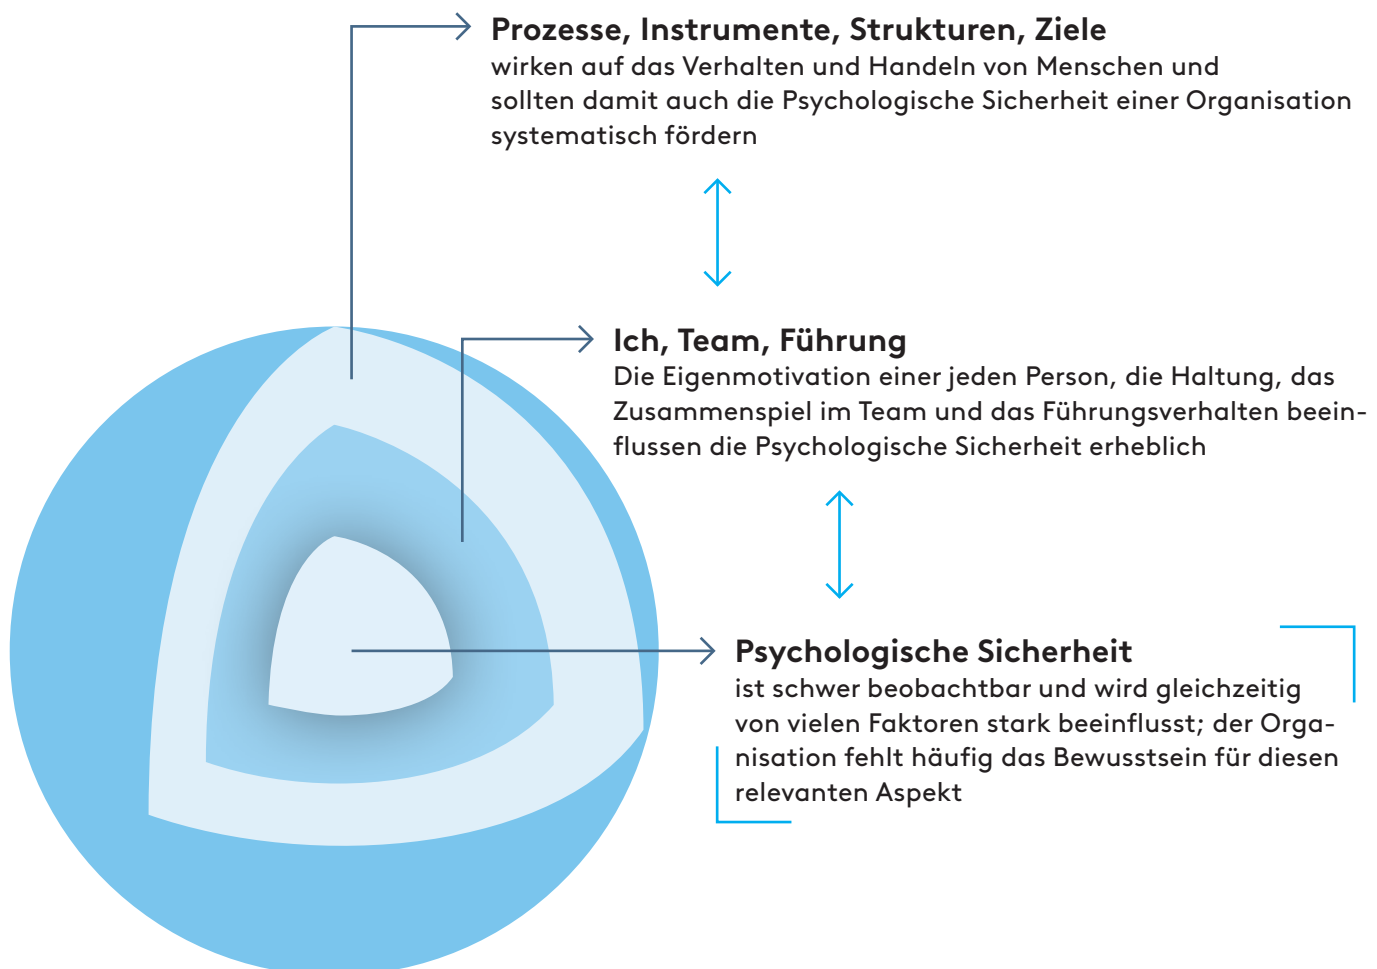 Prozesse, Instrumente, Strukturen, Ziele
wirken auf das Verhalten und Handeln von Menschen und
sollten damit auch die Psychologische Sicherheit einer Organisation
systematisch fördern
Ich, Team, Führung
Die Eigenmotivation einer jeden Person, die Haltung, das
Zusammenspiel im Team und das Führungsverhalten beein-
flussen die Psychologische Sicherheit erheblich
Psychologische Sicherheit
ist schwer beobachtbar und wird gleichzeitig
von vielen Faktoren stark beeinflusst; der Orga-
nisation fehlt häufig das Bewusstsein für diesen
relevanten Aspekt